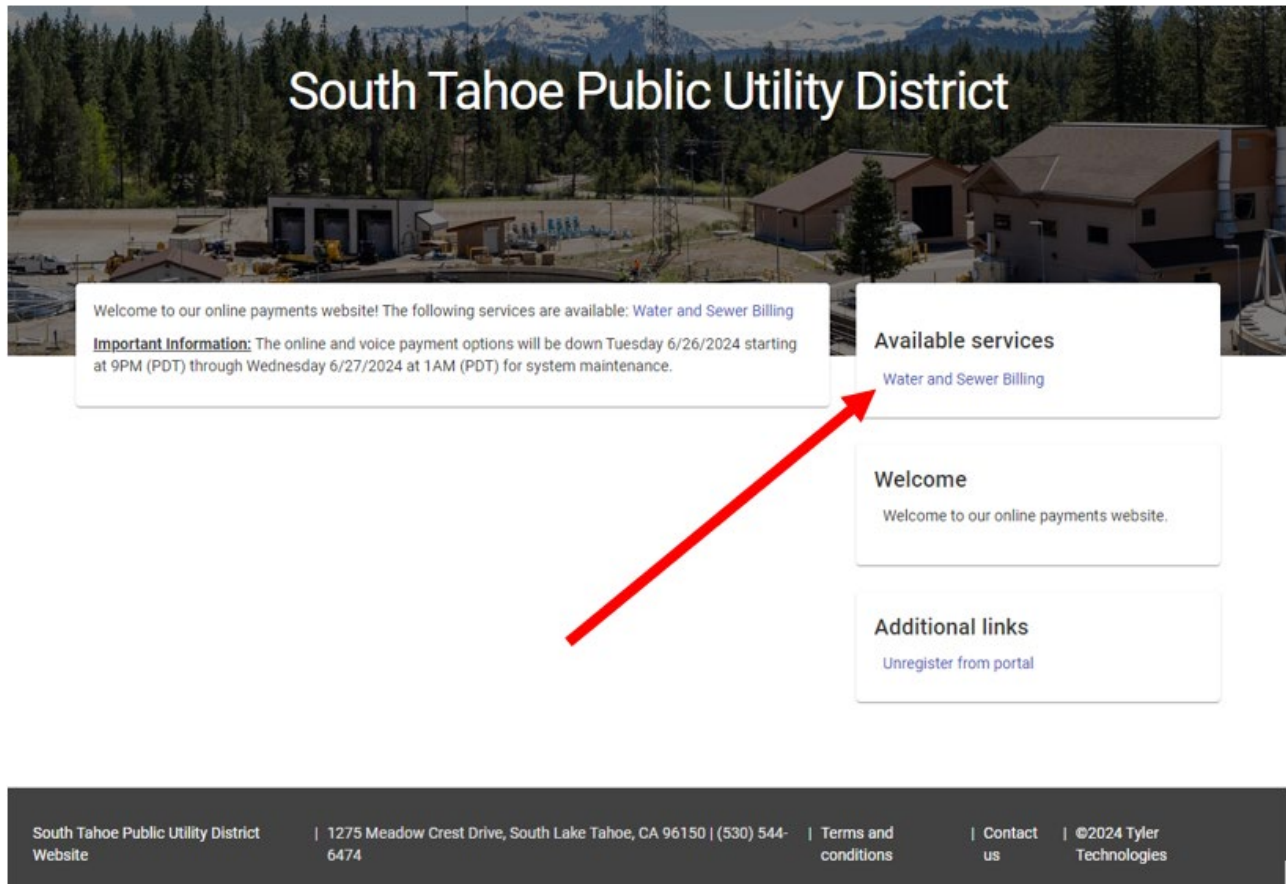 South Tahoe Public Utility District
Welcome to our online payments website! The following services are available: Water and Sewer Billing
Important Information: The online and voice payment options will be down Tuesday 6/26/2024 starting
at 9PM (PDT) through Wednesday 6/27/2024 at 1AM (PDT) for system maintenance.
Available services
Water and Sewer Billing
Welcome
Welcome to our online payments website.
Additional links
Unregister from portal
South Tahoe Public Utility District
Website
| 1275 Meadow Crest Drive, South Lake Tahoe, CA 96150 | (530) 544-
6474
| Terms and
conditions
| Contact
us
| ©2024 Tyler
Technologies